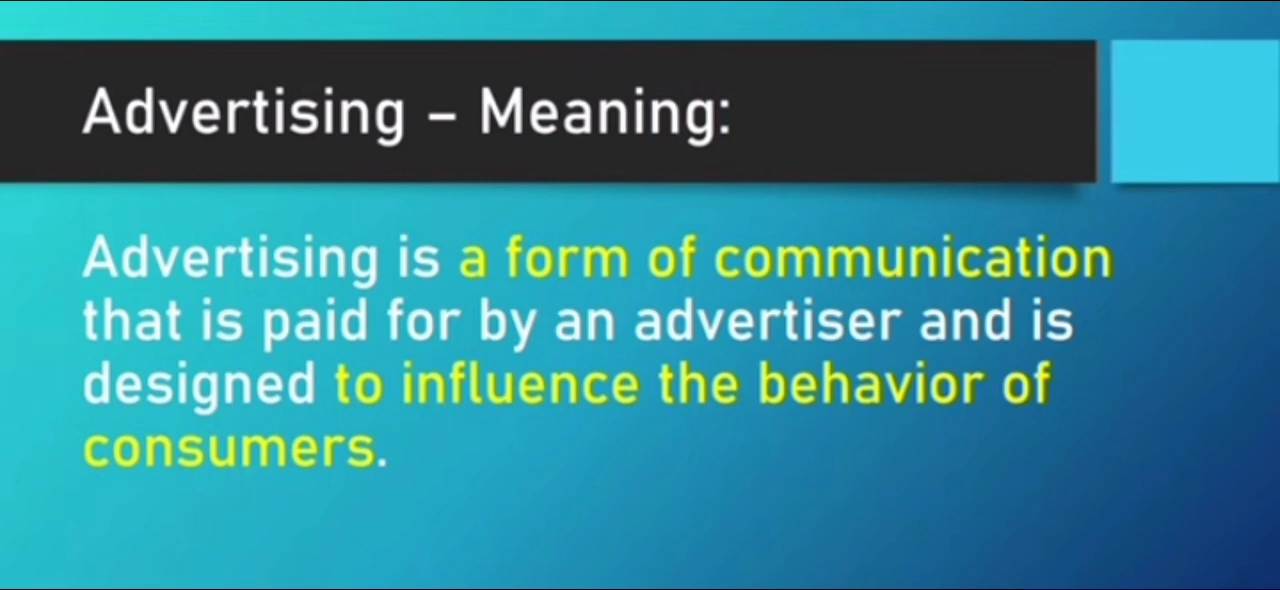 Advertising – Meaning:
Advertising is a form of communication
that is paid for by an advertiser and is
designed to influence the behavior of
consumers.